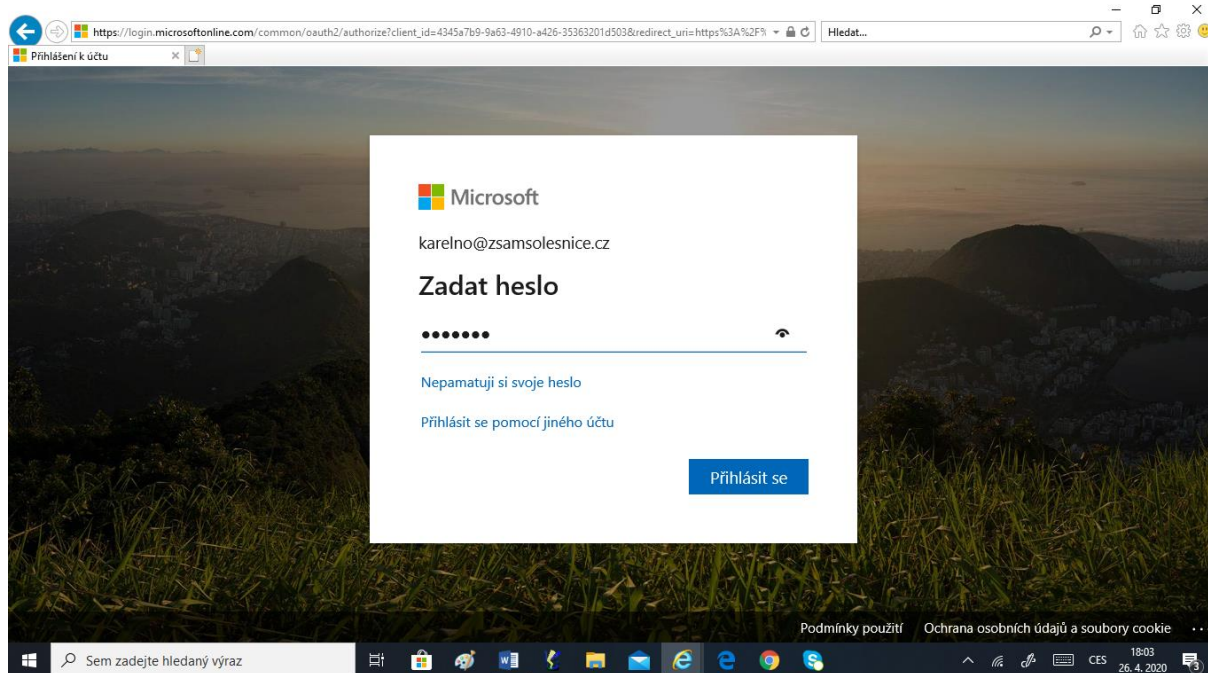 https://login.microsoftonline.com/common/oauth2/authorize?client_id=4345a7b9-9a63-4910-a426-35363201d503&redirect_uri=https%3A%2F%
Hledat...
Přihlášení k účtu
Microsoft
karelno@zsamsolesnice.cz
Zadat heslo
Nepamatuji si svoje heslo
Přihlásit se pomocí jiného účtu
Přihlásit se
Podmínky použití Ochrana osobních údajů a soubory cookie
Sem zadejte hledaný výraz
CES
18:03
26. 4. 2020
3